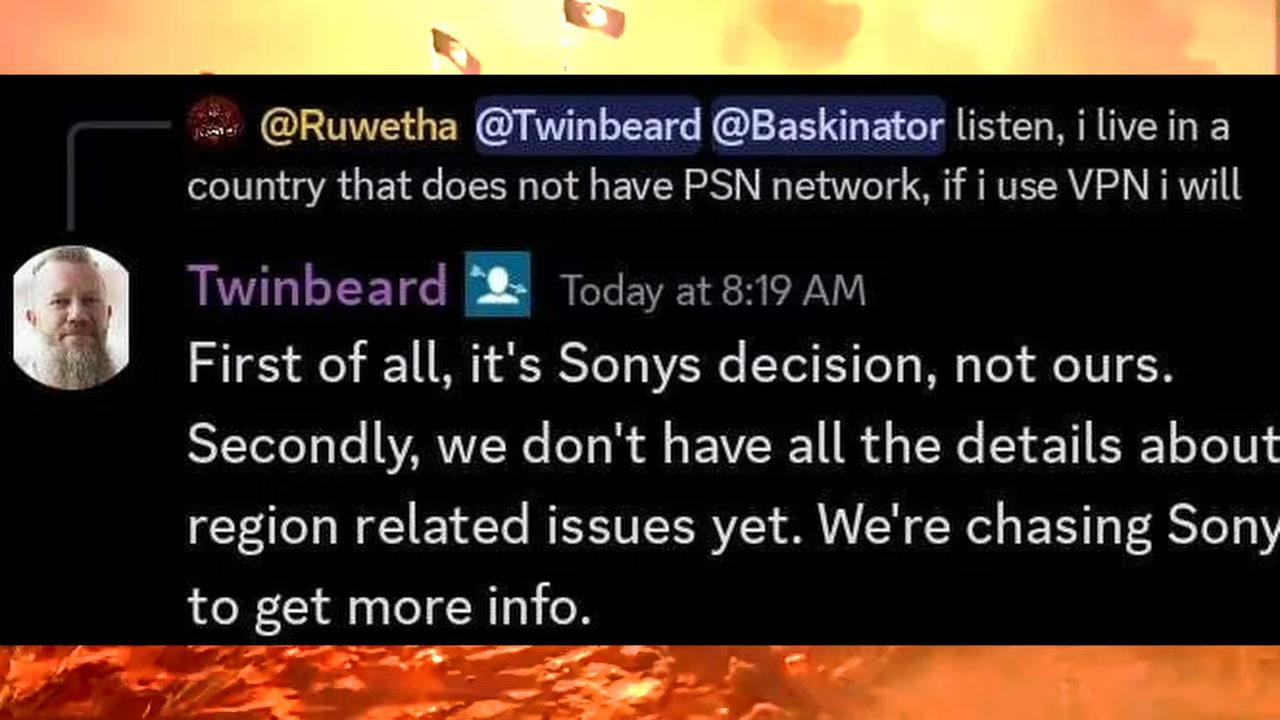 @Ruwetha @Twinbeard @Baskinator listen, i live in a
country that does not have PSN network, if i use VPN i will
Twinbeard Today at 8:19 AM
First of all, it's Sonys decision, not ours.
Secondly, we don't have all the details about
region related issues yet. We're chasing Sony
to get more info.